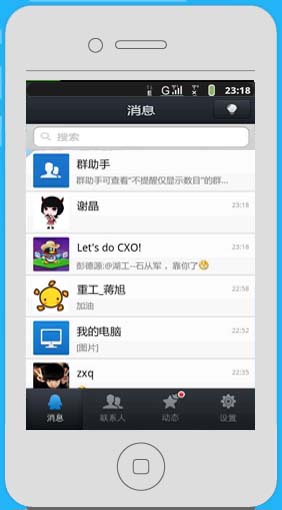 G 23:18
消息
搜索
群助手
群助手可查看"不提醒仅显示数目"的群...
谢晶
23:18
Let's do CXO!
23:18
彭德源:@湖工--石从军，靠你了
重工_蒋旭
22:58
加油
我的电脑
22:52
[图片]
zxq
22:35
消息
联系人
动态
设置